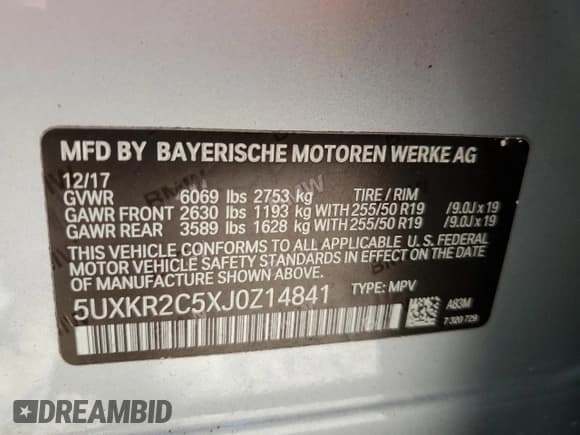 MFD BY BAYERISCHE MOTOREN WERKE AG
12/17
GVWR 6069 lbs 2753 kg TIRE / RIM
GAWR FRONT 2630 lbs 1193 kg WITH 255/50 R19 /9.0J x 19
GAWR REAR 3589 lbs 1628 kg WITH 255/50 R19 /9.0J x 19
THIS VEHICLE CONFORMS TO ALL APPLICABLE U. S. FEDERAL
MOTOR VEHICLE SAFETY STANDARDS IN EFFECT ON THE DATE
OF MANUFACTURE SHOWN ABOVE.
5UXKR2C5XJ0Z14841 TYPE: MPV
A83M
7 320 729
DREAMBID